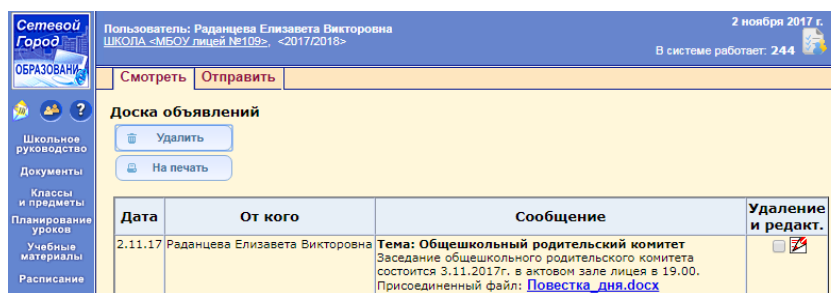 Сетевой
Город
ОБРАЗОВАНИЕ
Пользователь: Раданцева Елизавета Викторовна
ШКОЛА <МБОУ лицей №109>, <2017/2018>
2 ноября 2017 г.
В системе работает: 244
Смотреть
Отправить
?
Школьное
руководство
Документы
Классы
и предметы
Планирование
уроков
Учебные
материалы
Расписание
Доска объявлений
Удалить
На печать
Дата
От кого
Сообщение
Удаление
и редакт.
2.11.17
Раданцева Елизавета Викторовна
Тема: Общешкольный родительский комитет
Заседание общешкольного родительского комитета
состоится 3.11.2017г. в актовом зале лицея в 19.00.
Присоединенный файл: Повестка_дня.docx